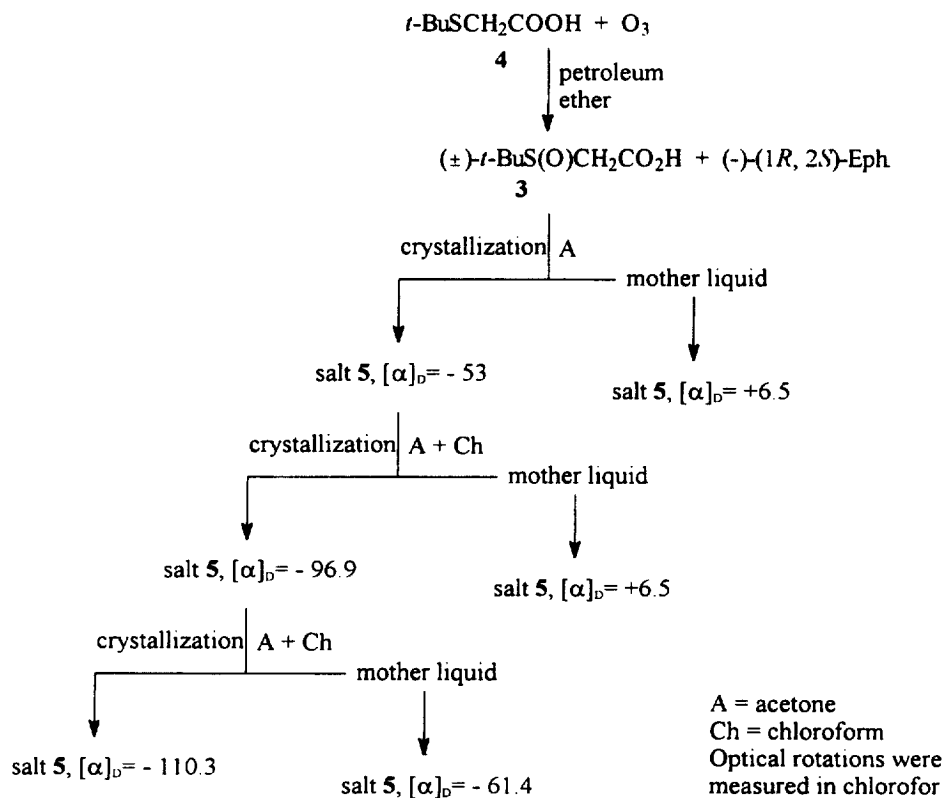 t-BuSCH₂COOH + O₃
4
petroleum
ether
(±)-t-BuS(O)CH₂CO₂H + (-)-(1R, 2S)-Eph
3
crystallization A
mother liquid
salt 5, [α]D= - 53
salt 5, [α]D= +6.5
crystallization A + Ch
mother liquid
salt 5, [α]D= - 96.9
salt 5, [α]D= +6.5
crystallization A + Ch
mother liquid
salt 5, [α]D= - 110.3
salt 5, [α]D= - 61.4
A = acetone
Ch = chloroform
Optical rotations were
measured in chlorofor